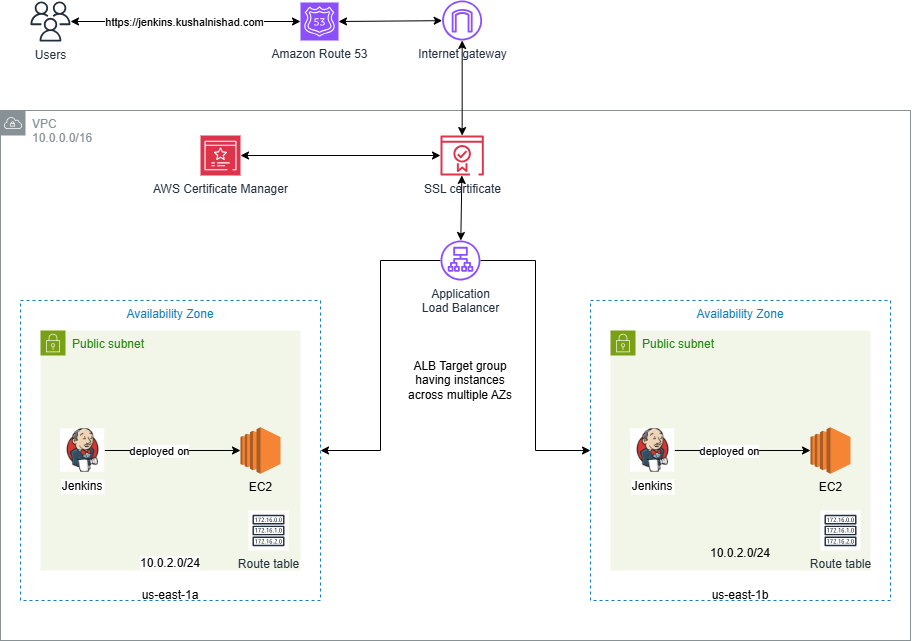 https://jenkins.kushalnishad.com
53
Users
Amazon Route 53
Internet gateway
VPC
10.0.0.0/16
AWS Certificate Manager
SSL certificate
Application
Load Balancer
Availability Zone
Public subnet
Jenkins
deployed on
EC2
172.16.0.0
172.16.1.0
172.16.2.0
10.0.2.0/24
Route table
us-east-1a
ALB Target group
having instances
across multiple AZs
Availability Zone
Public subnet
Jenkins
deployed on
EC2
172.16.0.0
172.16.1.0
172.16.2.0
10.0.2.0/24
Route table
us-east-1b